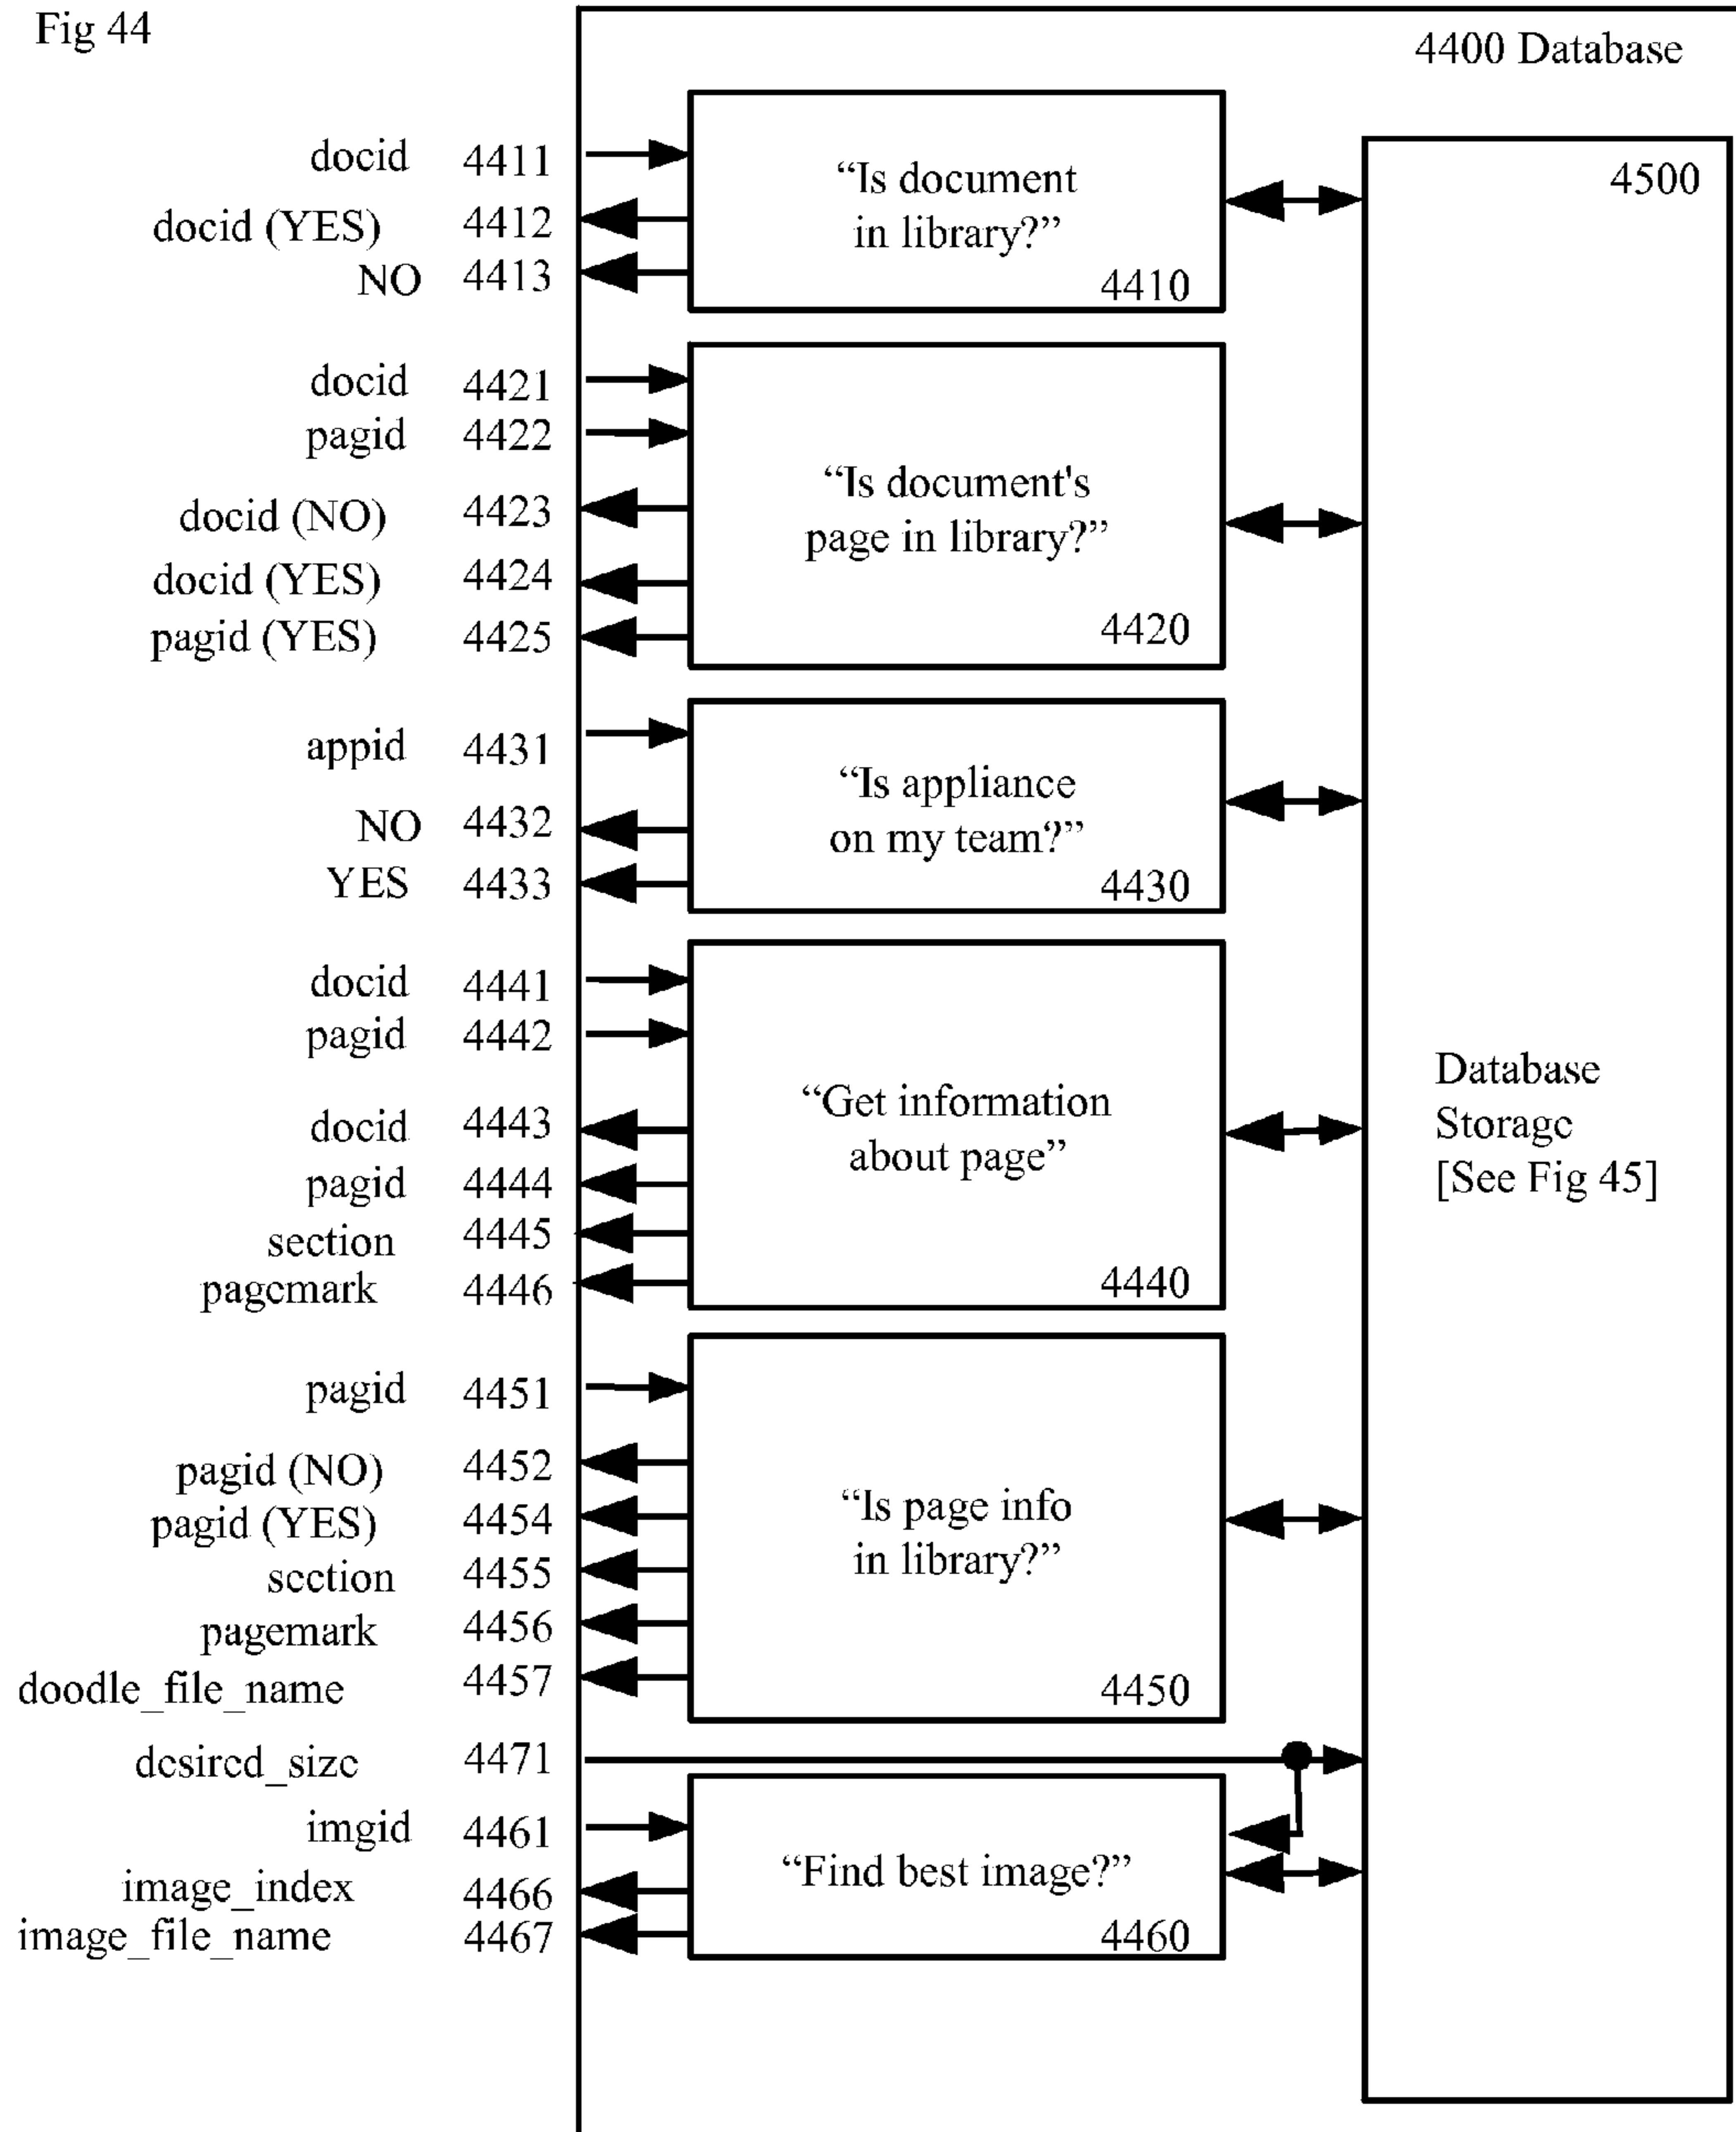 Fig 44
4400 Database
docid 4411
docid (YES) 4412
NO 4413
“Is document
in library?”
4410
4500
docid 4421
pagid 4422
docid (NO) 4423
docid (YES) 4424
pagid (YES) 4425
“Is document's
page in library?”
4420
appid 4431
NO 4432
YES 4433
“Is appliance
on my team?”
4430
docid 4441
pagid 4442
docid 4443
pagid 4444
section 4445
pagemark 4446
“Get information
about page”
4440
Database
Storage
[See Fig 45]
pagid 4451
pagid (NO) 4452
pagid (YES) 4454
section 4455
pagemark 4456
doodle_file_name 4457
“Is page info
in library?”
4450
desired_size 4471
imgid 4461
image_index 4466
image_file_name 4467
“Find best image?”
4460